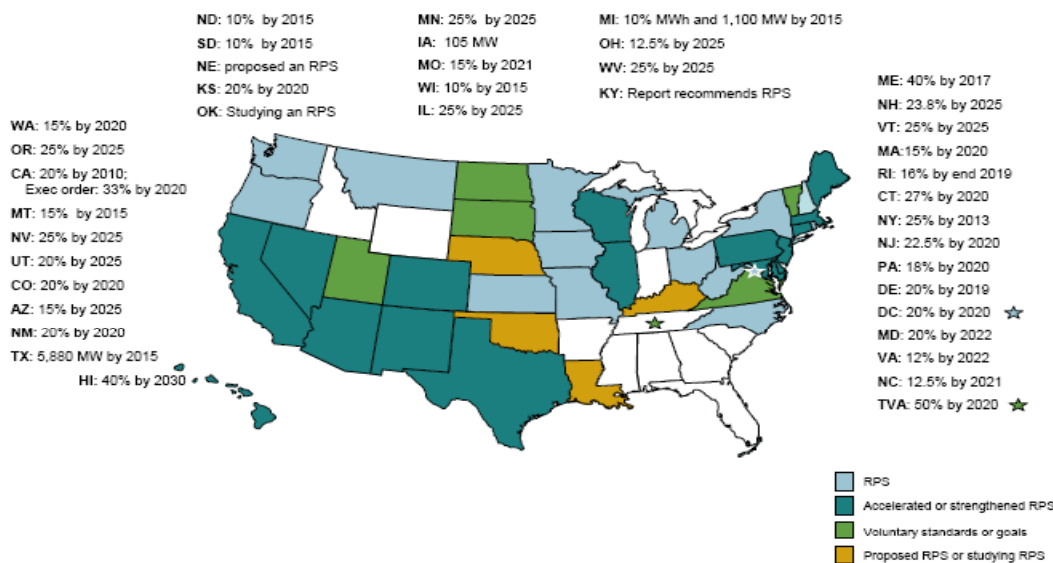 ND: 10% by 2015
SD: 10% by 2015
NE: proposed an RPS
KS: 20% by 2020
OK: Studying an RPS
MN: 25% by 2025
IA: 105 MW
MO: 15% by 2021
WI: 10% by 2015
IL: 25% by 2025
MI: 10% MWh and 1,100 MW by 2015
OH: 12.5% by 2025
WV: 25% by 2025
KY: Report recommends RPS
WA: 15% by 2020
OR: 25% by 2025
CA: 20% by 2010;
Exec order: 33% by 2020
MT: 15% by 2015
NV: 25% by 2025
UT: 20% by 2025
CO: 20% by 2020
AZ: 15% by 2025
NM: 20% by 2020
TX: 5,880 MW by 2015
HI: 40% by 2030
ME: 40% by 2017
NH: 23.8% by 2025
VT: 25% by 2025
MA:15% by 2020
RI: 16% by end 2019
CT: 27% by 2020
NY: 25% by 2013
NJ: 22.5% by 2020
PA: 18% by 2020
DE: 20% by 2019
DC: 20% by 2020
MD: 20% by 2022
VA: 12% by 2022
NC: 12.5% by 2021
TVA: 50% by 2020
RPS
Accelerated or strengthened RPS
Voluntary standards or goals
Proposed RPS or studying RPS